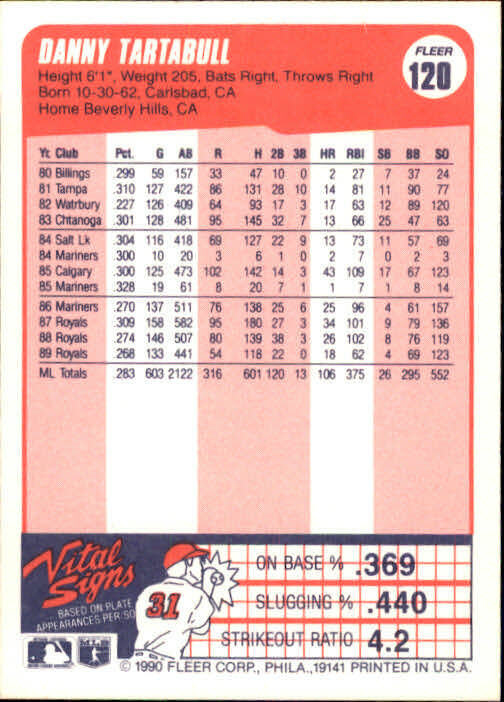 DANNY TARTABULL
FLEER
120
Height 6'1", Weight 205, Bats Right, Throws Right
Born 10-30-62, Carlsbad, CA
Home Beverly Hills, CA
Yr. Club Pct. G AB R H 2B 3B HR RBI SB BB SO
80 Billings .299 59 157 33 47 10 0 2 27 7 37 24
81 Tampa .310 127 422 86 131 28 10 14 81 11 90 77
82 Watrbury .227 126 409 64 93 17 3 17 63 12 89 120
83 Chtanoga .301 128 481 95 145 32 7 13 66 25 47 63
84 Salt Lk .304 116 418 69 127 22 9 13 73 11 57 69
84 Mariners .300 10 20 3 6 1 0 2 7 0 2 3
85 Calgary .300 125 473 102 142 14 3 43 109 17 67 123
85 Mariners .328 19 61 8 20 7 1 1 7 1 8 14
86 Mariners .270 137 511 76 138 25 6 25 96 4 61 157
87 Royals .309 158 582 95 180 27 3 34 101 9 79 136
88 Royals .274 146 507 80 139 38 3 26 102 8 76 119
89 Royals .268 133 441 54 118 22 0 18 62 4 69 123
ML Totals .283 603 2122 316 601 120 13 106 375 26 295 552
Vital Signs
BASED ON PLATE
APPEARANCES PER/SO
31
ON BASE % .369
SLUGGING % .440
STRIKEOUT RATIO 4.2
© 1990 FLEER CORP., PHILA., 19141 PRINTED IN U.S.A.